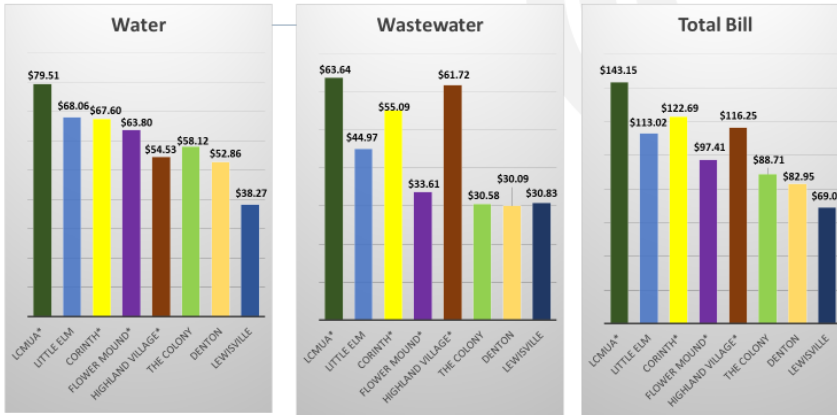 Water
$79.51
$68.06
$67.60
$63.80
$54.53
$58.12
$52.86
$38.27
LCMUA*
LITTLE ELM
CORINTH*
FLOWER MOUND*
HIGHLAND VILLAGE*
THE COLONY
DENTON
LEWISVILLE
Wastewater
$63.64
$44.97
$55.09
$33.61
$61.72
$30.58
$30.09
$30.83
LCMUA*
LITTLE ELM
CORINTH*
FLOWER MOUND*
HIGHLAND VILLAGE*
THE COLONY
DENTON
LEWISVILLE
Total Bill
$143.15
$113.02
$122.69
$97.41
$116.25
$88.71
$82.95
$69.0
LCMUA*
LITTLE ELM
CORINTH*
FLOWER MOUND*
HIGHLAND VILLAGE*
THE COLONY
DENTON
LEWISVILLE